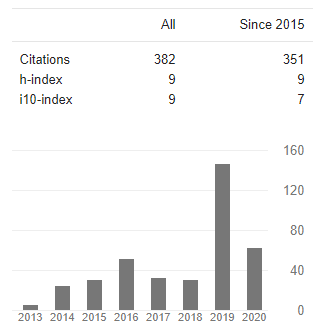 All Since 2015
Citations 382 351
h-index 9 9
i10-index 9 7
160
120
80
40
0
2013 2014 2015 2016 2017 2018 2019 2020